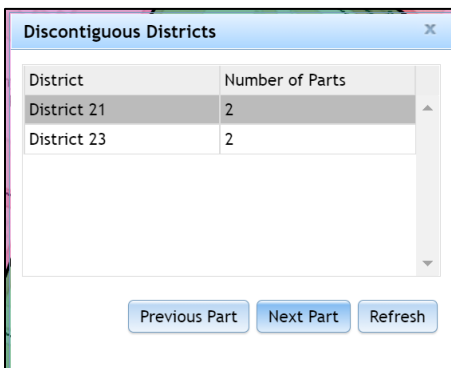 Discontiguous Districts x
District Number of Parts
District 21 2
District 23 2
Previous Part Next Part Refresh